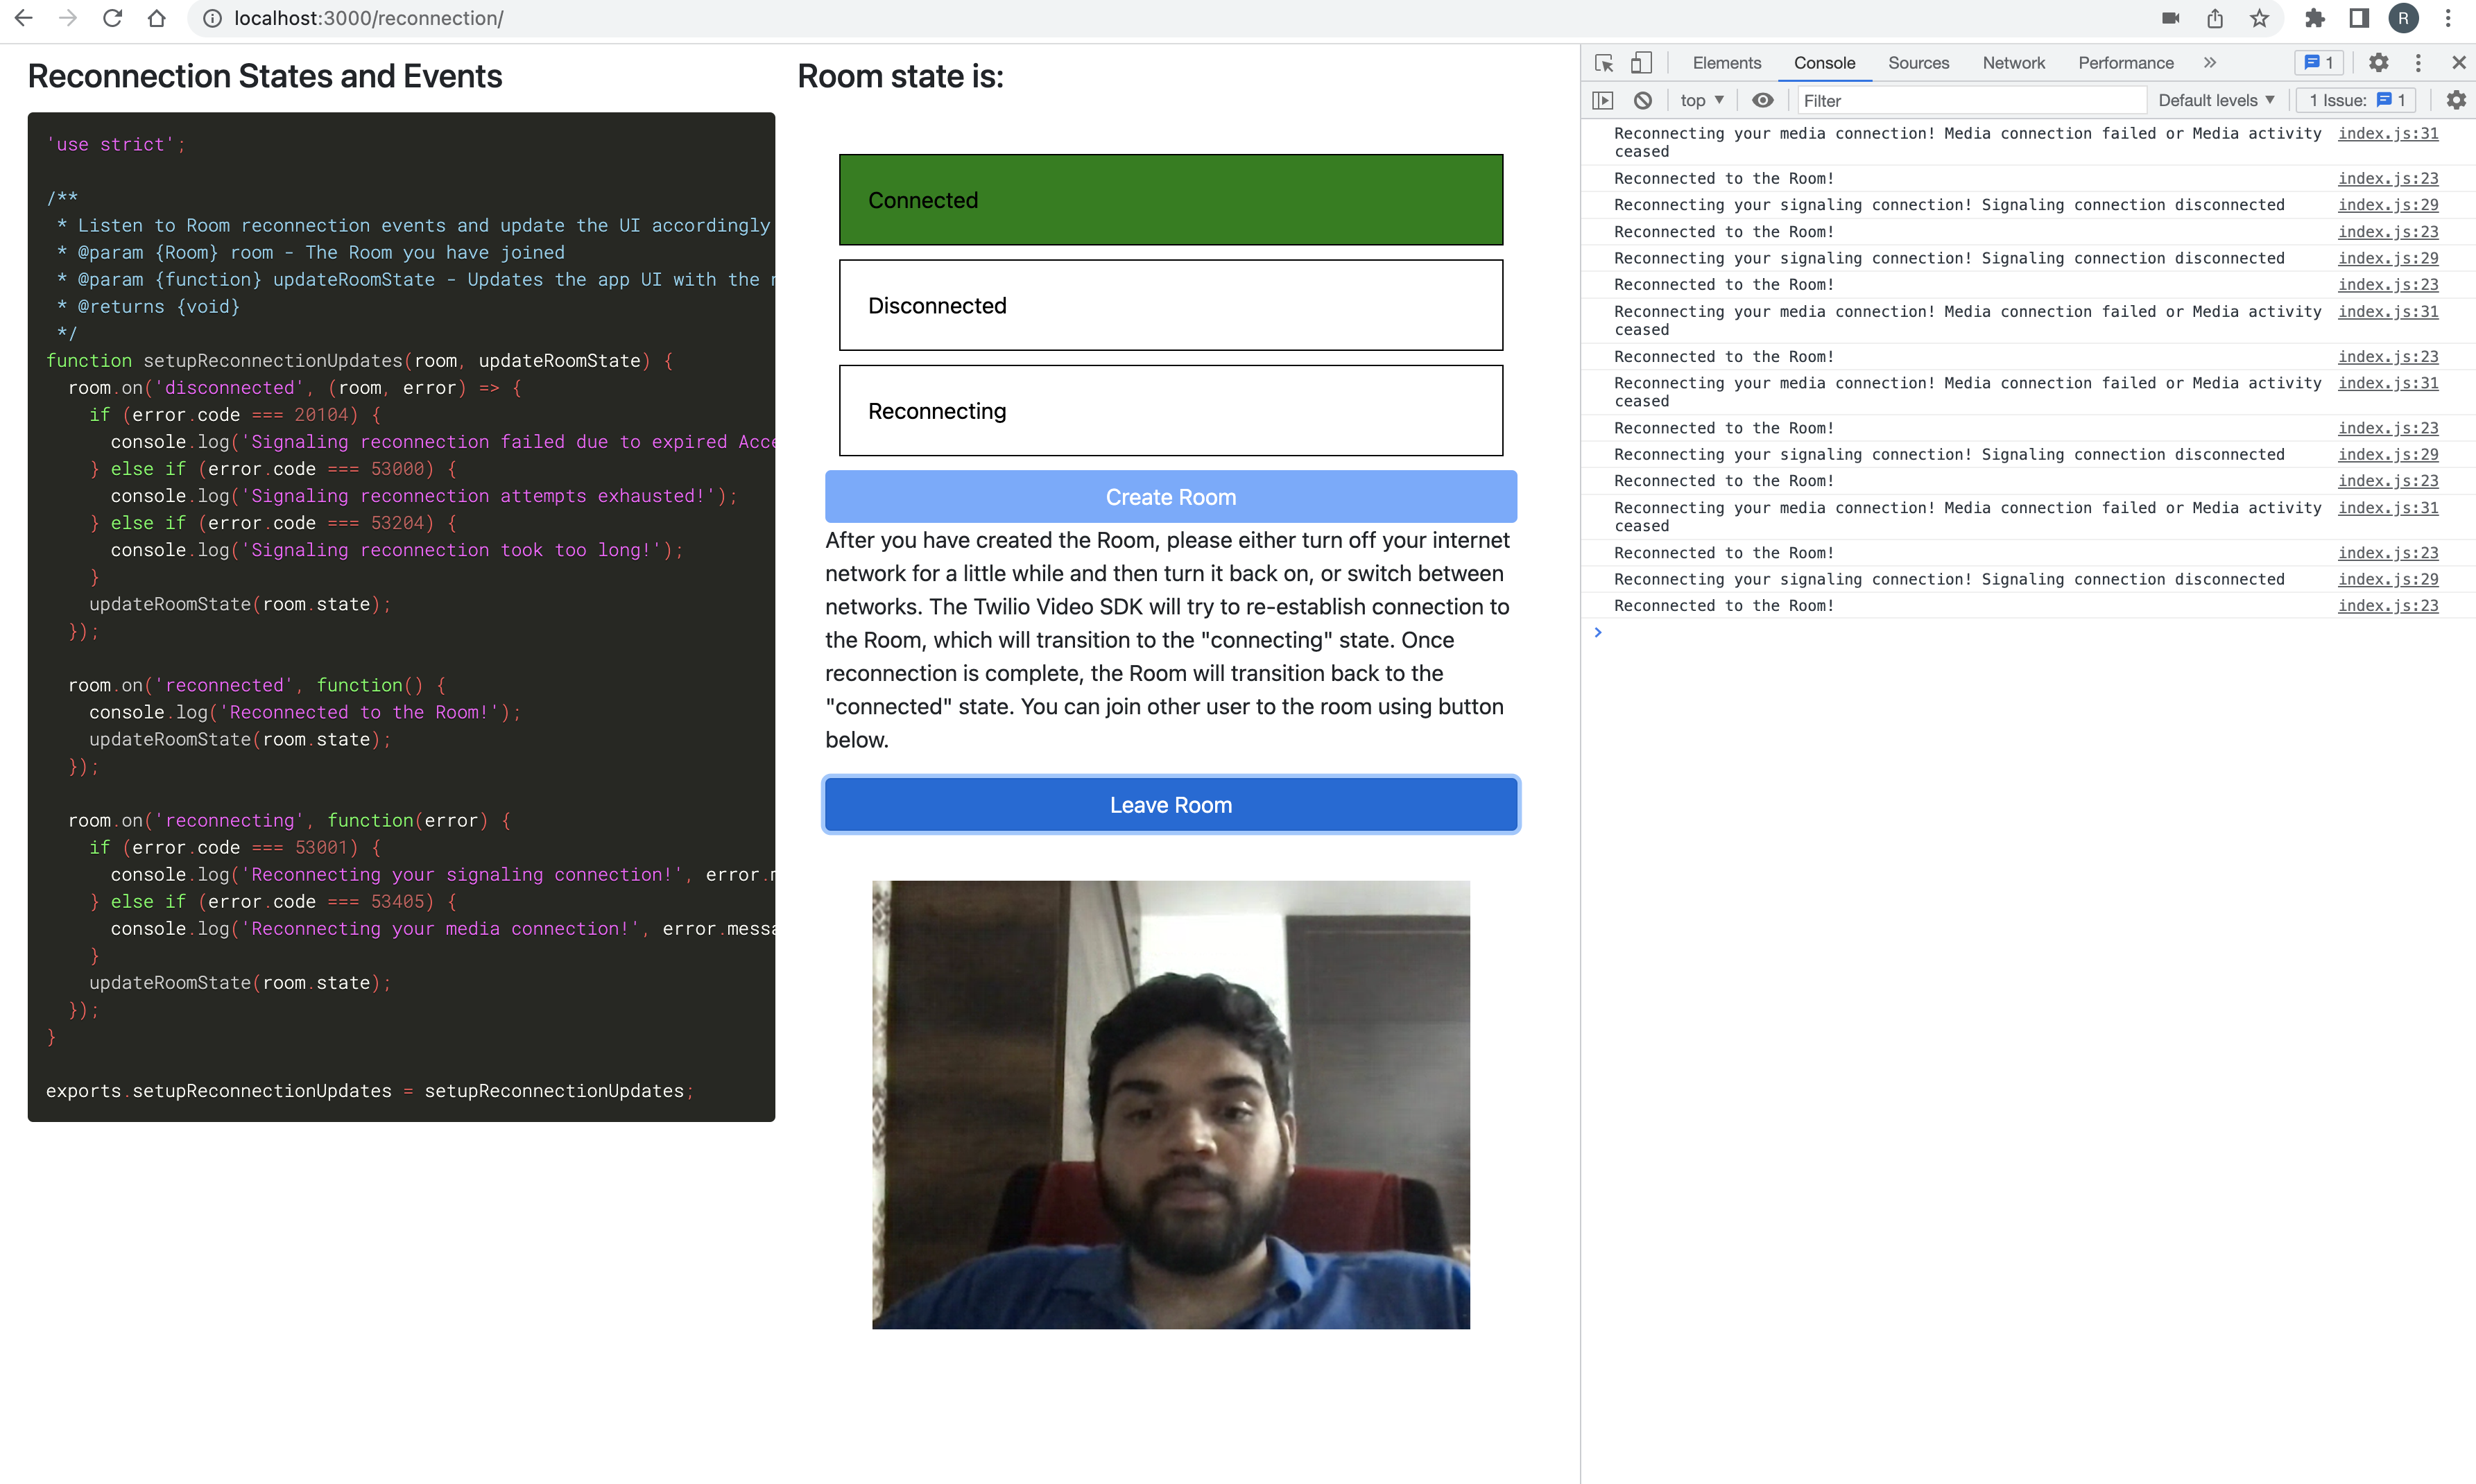 localhost:3000/reconnection/
R
Reconnection States and Events
'use strict';
/**
* Listen to Room reconnection events and update the UI accordingly
* @param {Room} room - The Room you have joined
* @param {function} updateRoomState - Updates the app UI with the
* @returns {void}
*/
function setupReconnectionUpdates(room, updateRoomState) {
room.on('disconnected', (room, error) => {
if (error.code === 20104) {
console.log('Signaling reconnection failed due to expired Acce
} else if (error.code === 53000) {
console.log('Signaling reconnection attempts exhausted!');
} else if (error.code === 53204) {
console.log('Signaling reconnection took too long!');
}
updateRoomState(room.state);
});
room.on('reconnected', function() {
console.log('Reconnected to the Room!');
updateRoomState(room.state);
});
room.on('reconnecting', function(error) {
if (error.code === 53001) {
console.log('Reconnecting your signaling connection!', error.
} else if (error.code === 53405) {
console.log('Reconnecting your media connection!', error.messa
}
updateRoomState(room.state);
});
}
exports.setupReconnectionUpdates = setupReconnectionUpdates;
Room state is:
Connected
Disconnected
Reconnecting
Create Room
After you have created the Room, please either turn off your internet
network for a little while and then turn it back on, or switch between
networks. The Twilio Video SDK will try to re-establish connection to
the Room, which will transition to the "connecting" state. Once
reconnection is complete, the Room will transition back to the
"connected" state. You can join other user to the room using button
below.
Leave Room
Elements Console Sources Network Performance » 1
top Filter Default levels 1 Issue: 1
Reconnecting your media connection! Media connection failed or Media activity index.js:31
ceased
Reconnected to the Room! index.js:23
Reconnecting your signaling connection! Signaling connection disconnected index.js:29
Reconnected to the Room! index.js:23
Reconnecting your signaling connection! Signaling connection disconnected index.js:29
Reconnected to the Room! index.js:23
Reconnecting your media connection! Media connection failed or Media activity index.js:31
ceased
Reconnected to the Room! index.js:23
Reconnecting your media connection! Media connection failed or Media activity index.js:31
ceased
Reconnected to the Room! index.js:23
Reconnecting your signaling connection! Signaling connection disconnected index.js:29
Reconnected to the Room! index.js:23
Reconnecting your media connection! Media connection failed or Media activity index.js:31
ceased
Reconnected to the Room! index.js:23
Reconnecting your signaling connection! Signaling connection disconnected index.js:29
Reconnected to the Room! index.js:23